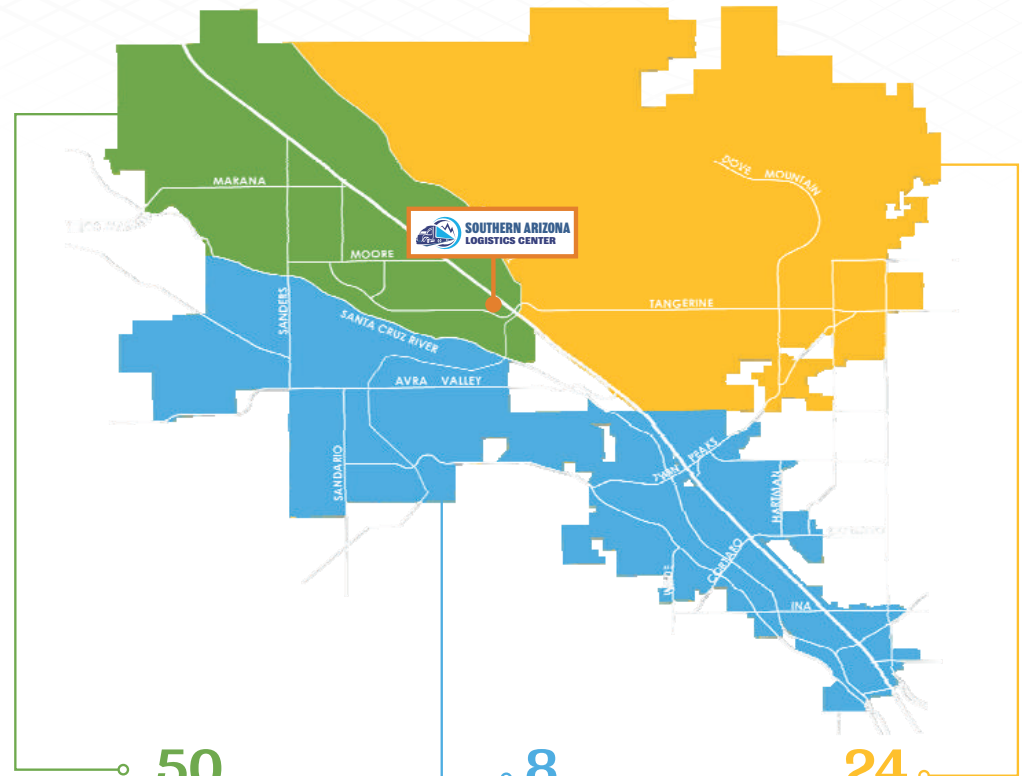 DOVE MOUNTAIN
MARANA
SOUTHERN ARIZONA
LOGISTICS CENTER
MOORE
SANDERS
TANGERINE
SANTA CRUZ RIVER
AVRA VALLEY
SANDARIO
TWIN PEAKS
HARTMAN
CORTARO
INA
50
8
24